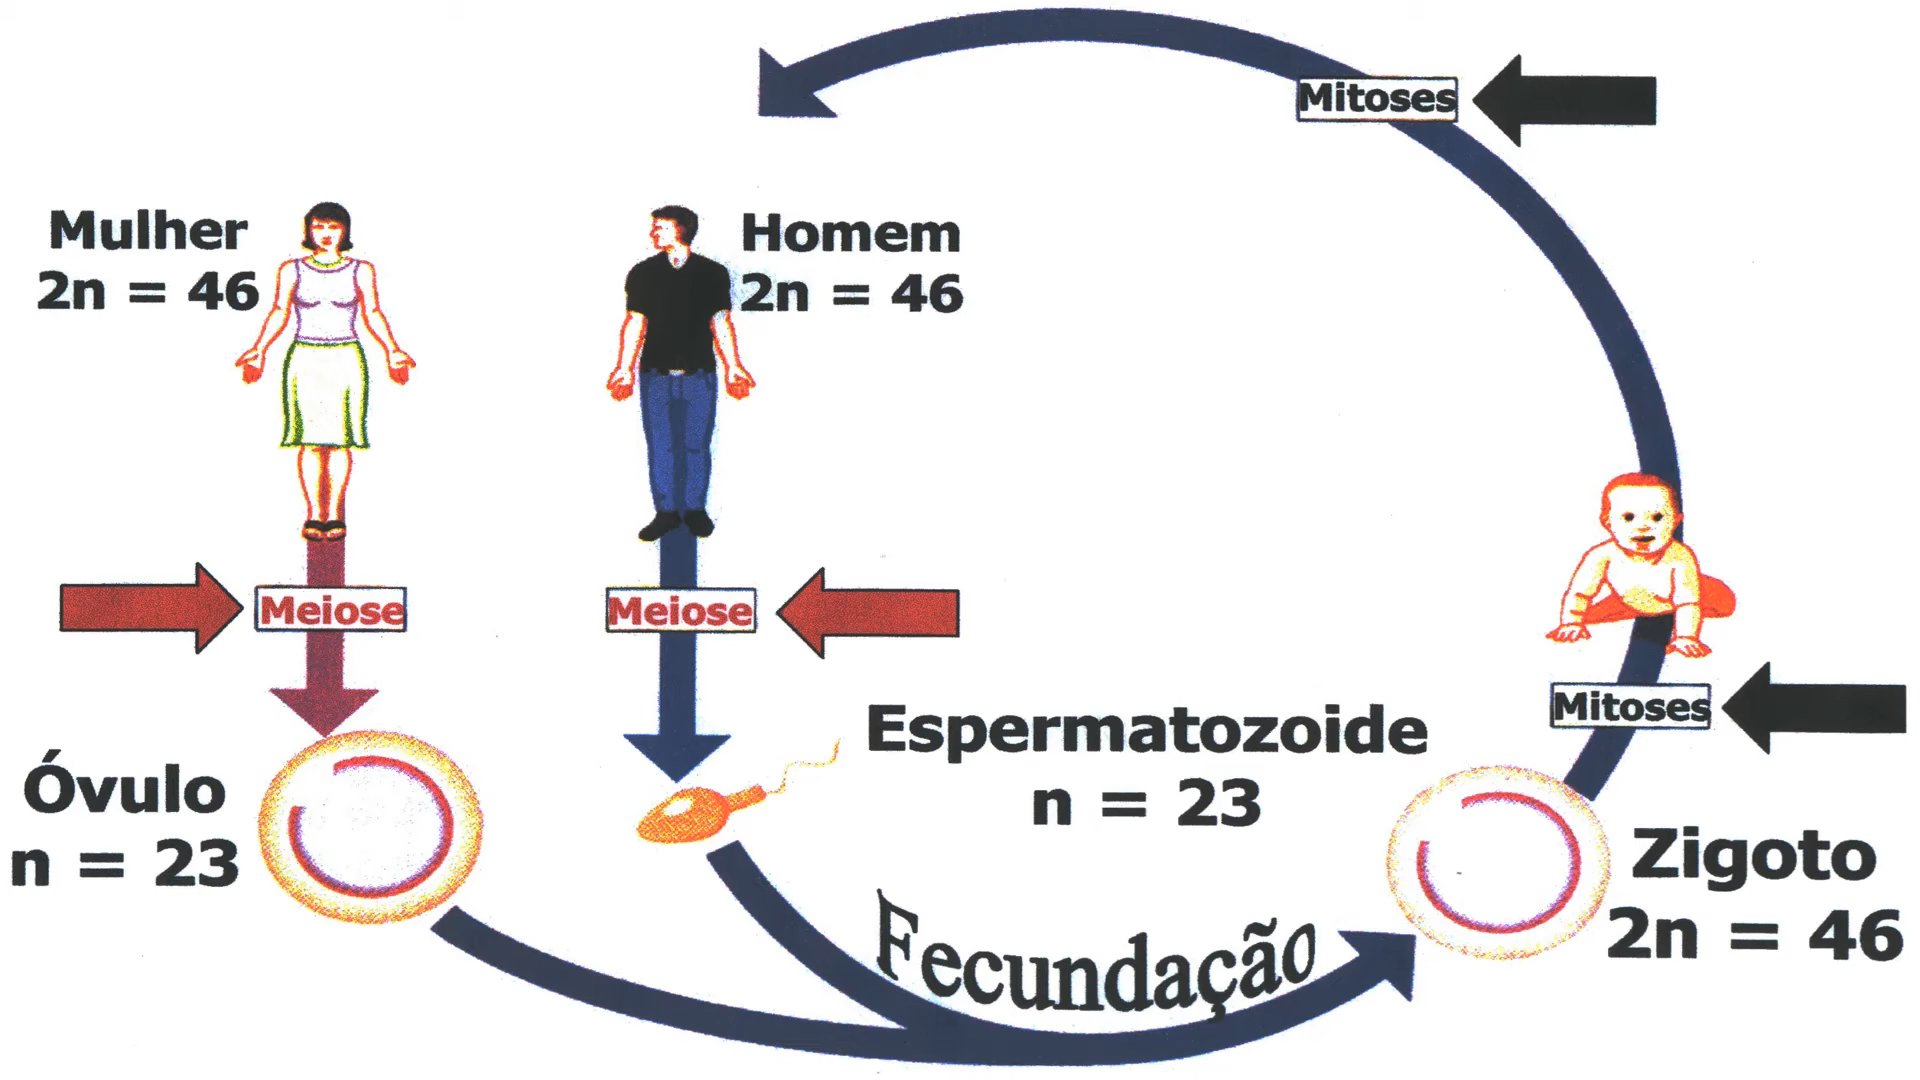 Mitoses
Mulher
2n = 46
Homem
2n = 46
Meiose
Meiose
Mitoses
Óvulo
n = 23
Espermatozoide
n = 23
Zigoto
2n = 46
Fecundação